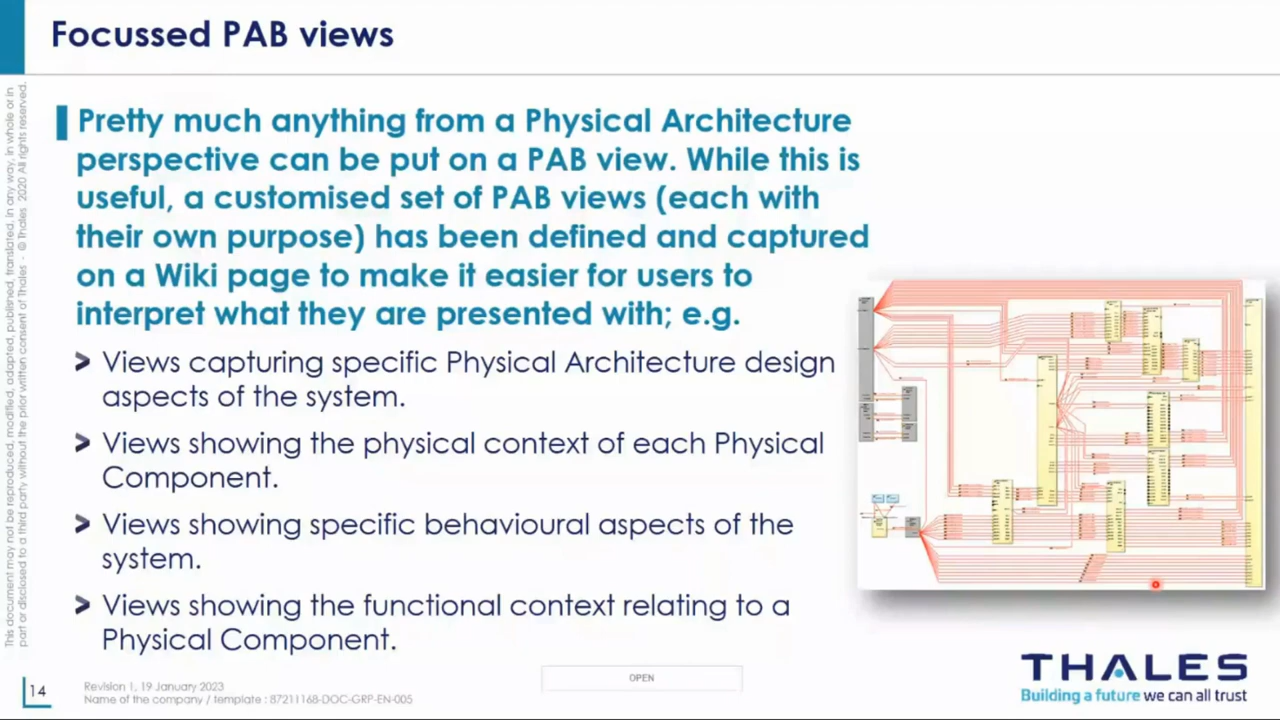 Focussed PAB views
Pretty much anything from a Physical Architecture
perspective can be put on a PAB view. While this is
useful, a customised set of PAB views (each with
their own purpose) has been defined and captured
on a Wiki page to make it easier for users to
interpret what they are presented with; e.g.
Views capturing specific Physical Architecture design
aspects of the system.
Views showing the physical context of each Physical
Component.
Views showing specific behavioural aspects of the
system.
Views showing the functional context relating to a
Physical Component.
This document may not be reproduced, modified, adapted, published, translated, in any way, in whole or in
part or disclosed to a third party without the prior written consent of Thales - © Thales 2020 All rights reserved.
14
Revision 1, 19 January 2023
Name of the company / template : 87211168-DOC-GRP-EN-005
OPEN
THALES
Building a future we can all trust